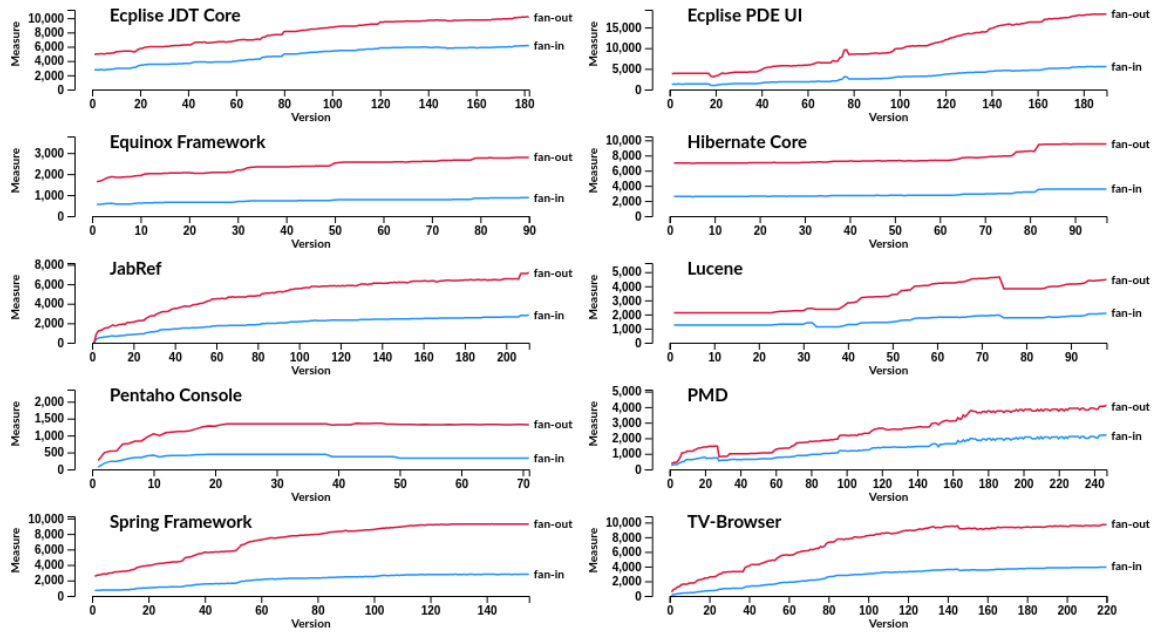 Ecplise JDT Core
Measure
10,000
8,000
6,000
4,000
2,000
0
fan-out
fan-in
0 20 40 60 80 100 120 140 160 180
Version
Ecplise PDE UI
Measure
15,000
10,000
5,000
0
fan-out
fan-in
0 20 40 60 80 100 120 140 160 180
Version
Equinox Framework
Measure
3,000
2,000
1,000
0
fan-out
fan-in
0 10 20 30 40 50 60 70 80 90
Version
Hibernate Core
Measure
10,000
8,000
6,000
4,000
2,000
0
fan-out
fan-in
0 10 20 30 40 50 60 70 80 90
Version
JabRef
Measure
8,000
6,000
4,000
2,000
0
fan-out
fan-in
0 20 40 60 80 100 120 140 160 180 200
Version
Lucene
Measure
5,000
4,000
3,000
2,000
1,000
0
fan-out
fan-in
0 10 20 30 40 50 60 70 80 90
Version
Pentaho Console
Measure
2,000
1,500
1,000
500
0
fan-out
fan-in
0 10 20 30 40 50 60 70
Version
PMD
Measure
5,000
4,000
3,000
2,000
1,000
0
fan-out
fan-in
0 20 40 60 80 100 120 140 160 180 200 220 240
Version
Spring Framework
Measure
10,000
8,000
6,000
4,000
2,000
0
fan-out
fan-in
0 20 40 60 80 100 120 140
Version
TV-Browser
Measure
10,000
8,000
6,000
4,000
2,000
0
fan-out
fan-in
0 20 40 60 80 100 120 140 160 180 200 220
Version